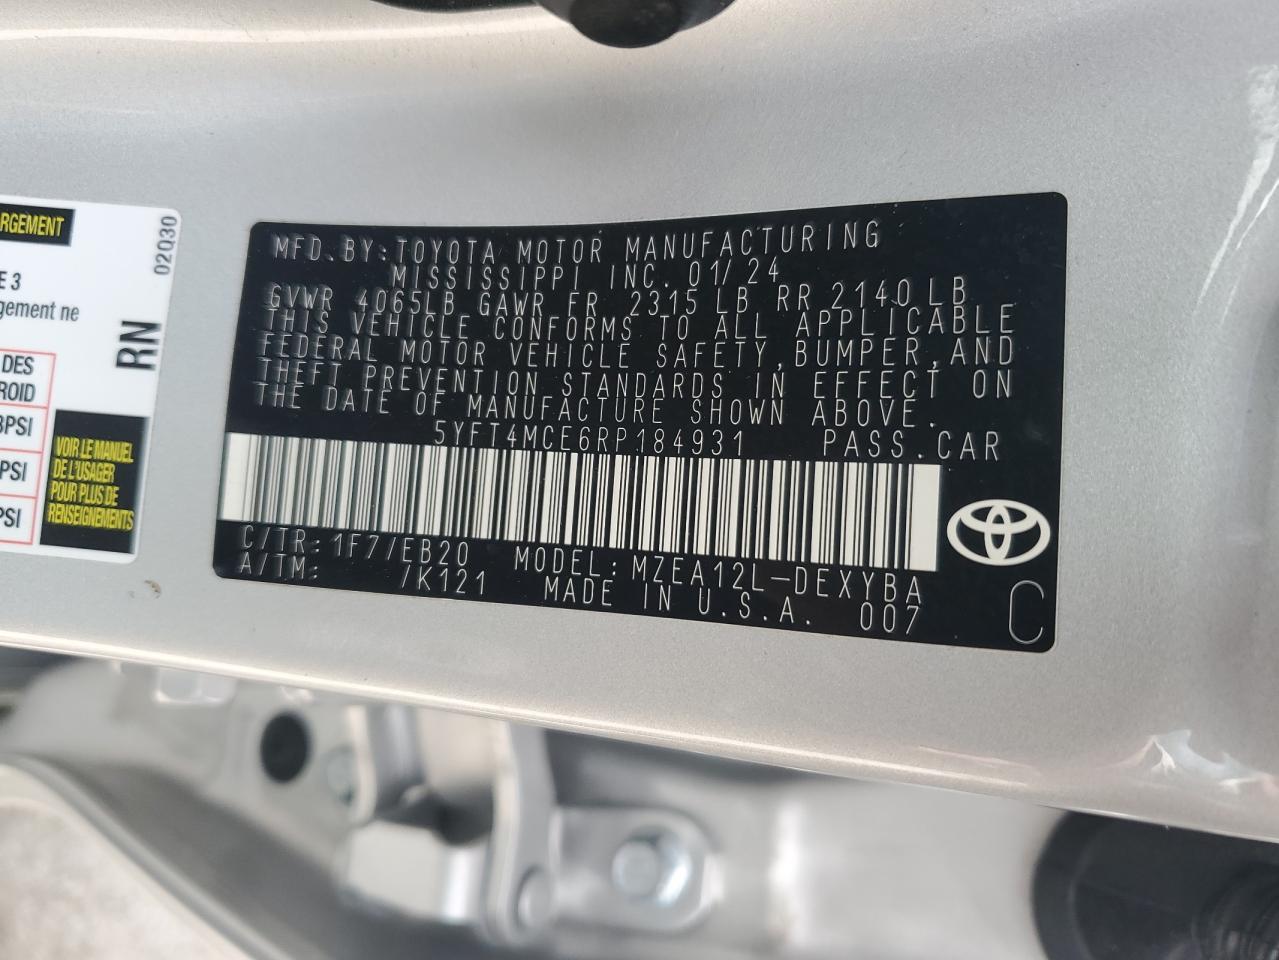 RGEMENT
02Q30
E 3
gement ne
RN
DES
ROID
BPSI
PSI
PSI
VOIR LE MANUEL
DE L'USAGER
POUR PLUS DE
RENSEIGNEMENTS
MFD.BY:TOYOTA MOTOR MANUFACTURING
MISSISSIPPI INC. 01/24
GVWR 4065LB GAWR FR 2315 LB RR 2140 LB
THIS VEHICLE CONFORMS TO ALL APPLICABLE
FEDERAL MOTOR VEHICLE SAFETY,BUMPER,AND
THEFT PREVENTION STANDARDS IN EFFECT ON
THE DATE OF MANUFACTURE SHOWN ABOVE.
5YFT4MCE6RP184931 PASS.CAR
C/TR:1F7/EB20 MODEL:MZEA12L-DEXYBA
A/TM: /K121 MADE IN U.S.A. 007
C